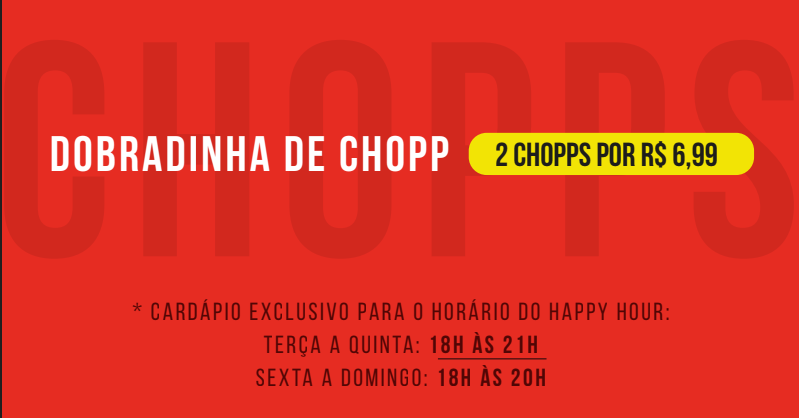 CHOPPS
DOBRADINHA DE CHOPP 2 CHOPPS POR R$ 6,99
* CARDÁPIO EXCLUSIVO PARA O HORÁRIO DO HAPPY HOUR:
TERÇA A QUINTA: 18H ÀS 21H
SEXTA A DOMINGO: 18H ÀS 20H